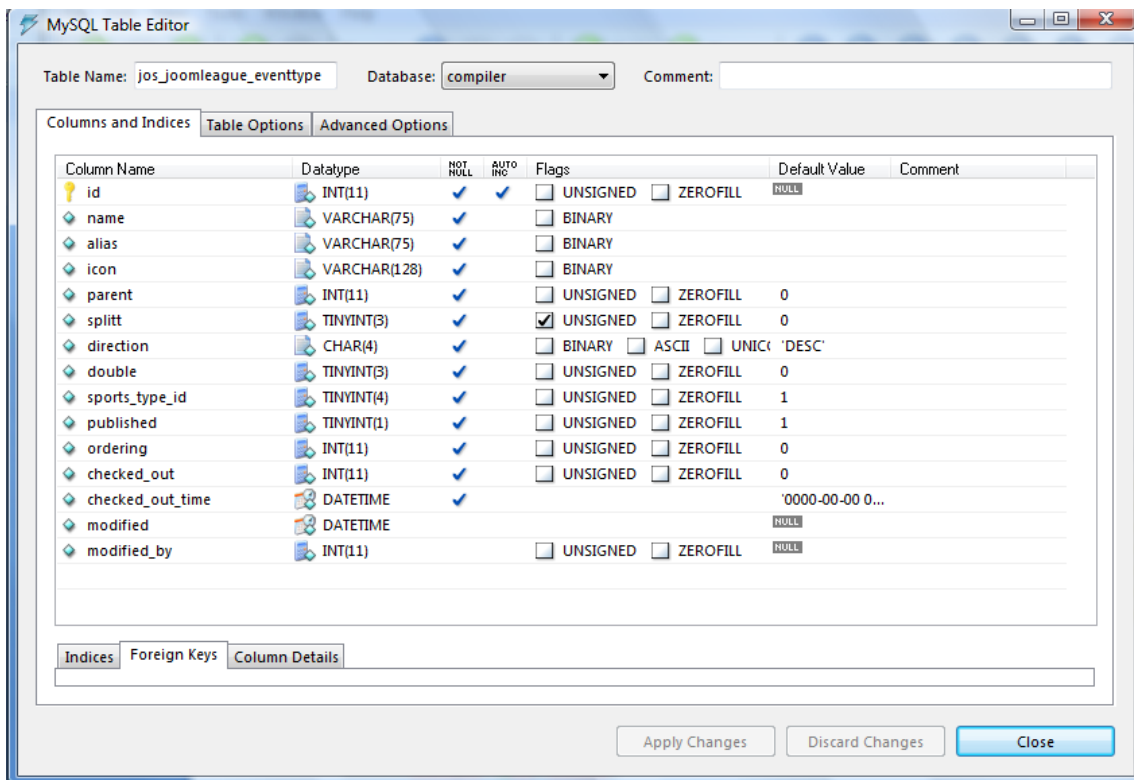 MySQL Table Editor
Table Name: jos_joomleague_eventtype Database: compiler Comment:
Columns and Indices Table Options Advanced Options
Column Name Datatype NOT NULL AUTO INC Flags Default Value Comment
id INT(11) UNSIGNED ZEROFILL NULL
name VARCHAR(75) BINARY
alias VARCHAR(75) BINARY
icon VARCHAR(128) BINARY
parent INT(11) UNSIGNED ZEROFILL 0
splitt TINYINT(3) UNSIGNED ZEROFILL 0
direction CHAR(4) BINARY ASCII UNIC( 'DESC'
double TINYINT(3) UNSIGNED ZEROFILL 0
sports_type_id TINYINT(4) UNSIGNED ZEROFILL 1
published TINYINT(1) UNSIGNED ZEROFILL 1
ordering INT(11) UNSIGNED ZEROFILL 0
checked_out INT(11) UNSIGNED ZEROFILL 0
checked_out_time DATETIME '0000-00-00 0...
modified DATETIME NULL
modified_by INT(11) UNSIGNED ZEROFILL NULL
Indices Foreign Keys Column Details
Apply Changes Discard Changes Close